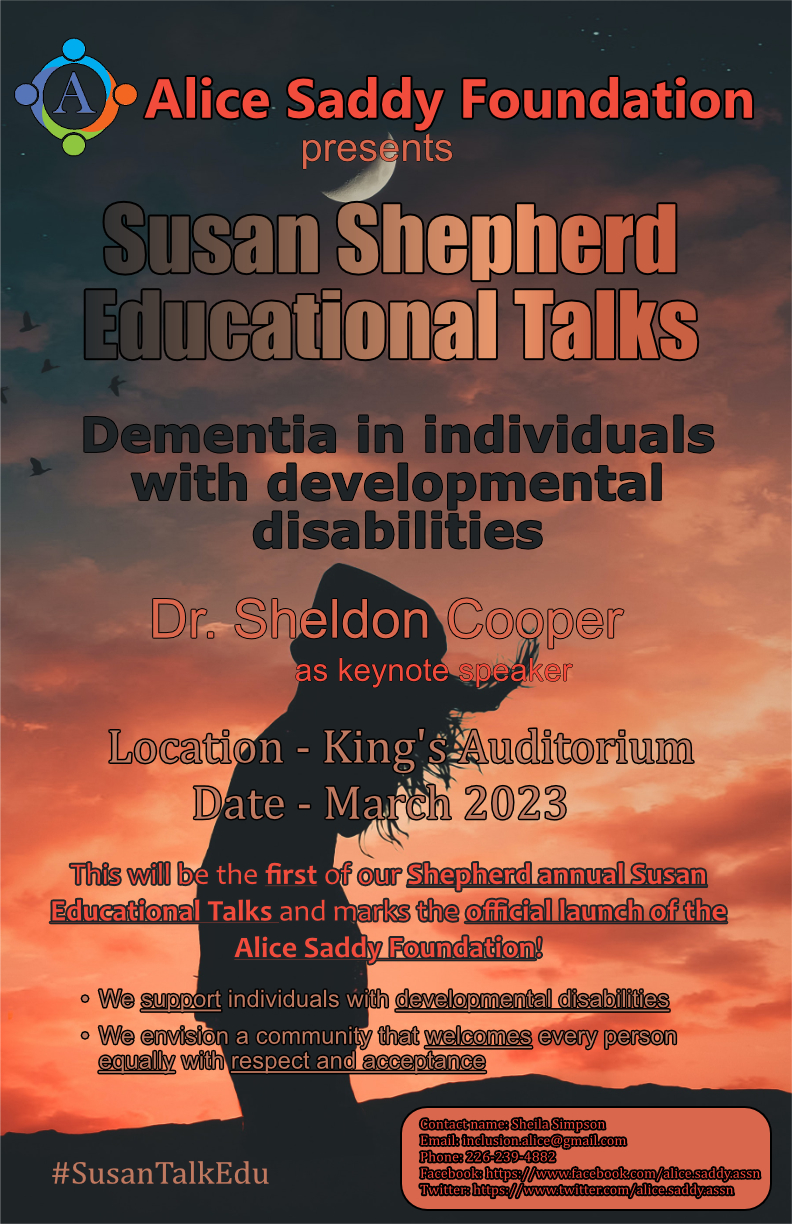 A
Alice Saddy Foundation
presents
Susan Shepherd
Educational Talks
Dementia in individuals
with developmental
disabilities
Dr. Sheldon Cooper
as keynote speaker
Location - King's Auditorium
Date - March 2023
This will be the first of our Shepherd annual Susan
Educational Talks and marks the official launch of the
Alice Saddy Foundation!
• We support individuals with developmental disabilities
• We envision a community that welcomes every person
equally with respect and acceptance
Contact name: Sheila Simpson
Email: inclusion.alice@gmail.com
Phone: 226-239-4882
Facebook: https://www.facebook.com/alice.saddy.assn
Twitter: https://www.twitter.com/alice.saddy.assn
#SusanTalkEdu